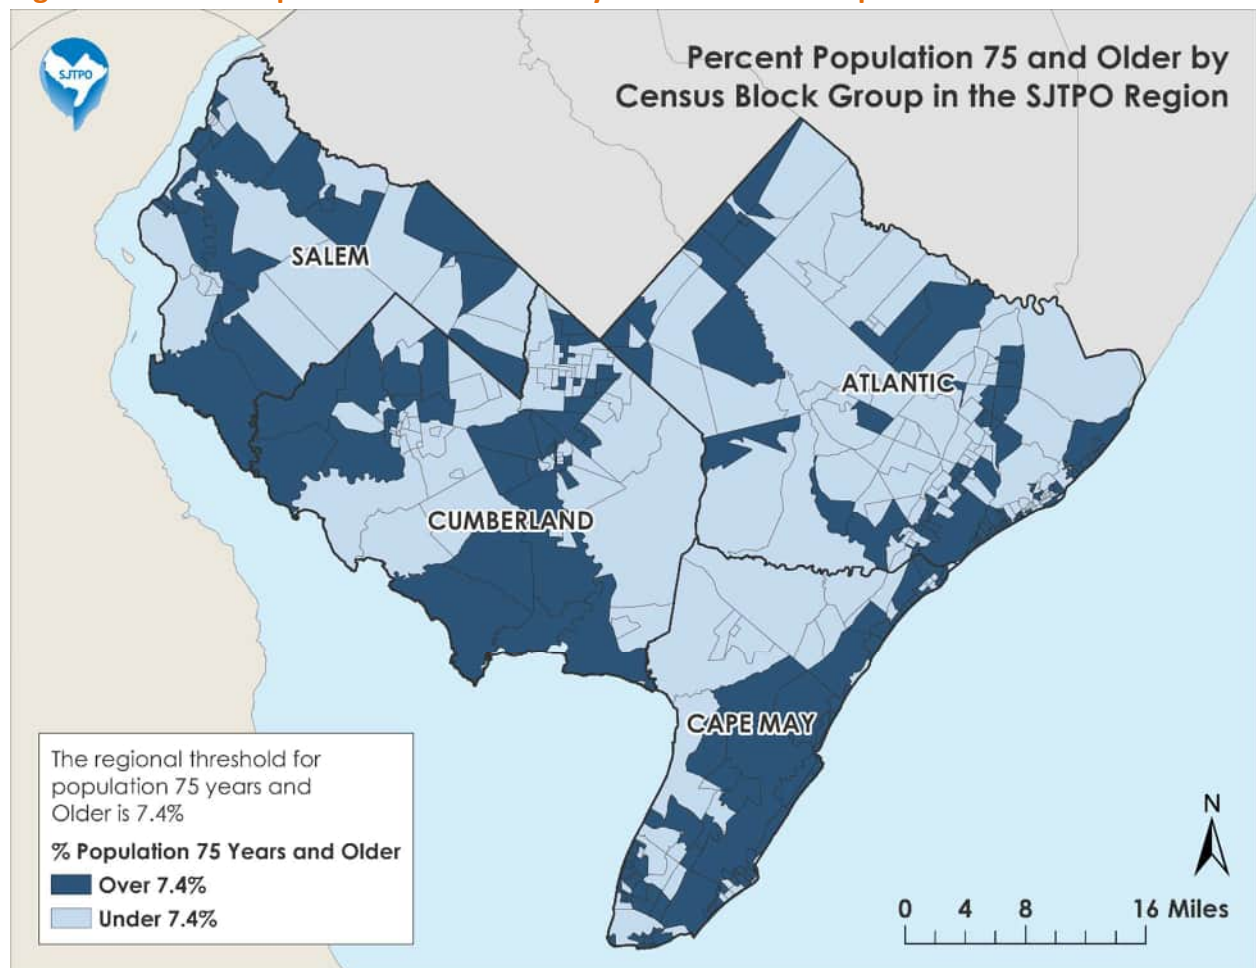 SJTPO
Percent Population 75 and Older by
Census Block Group in the SJTPO Region
SALEM
ATLANTIC
CUMBERLAND
CAPE MAY
The regional threshold for
population 75 years and
Older is 7.4%
% Population 75 Years and Older
Over 7.4%
Under 7.4%
N
0 4 8 16 Miles